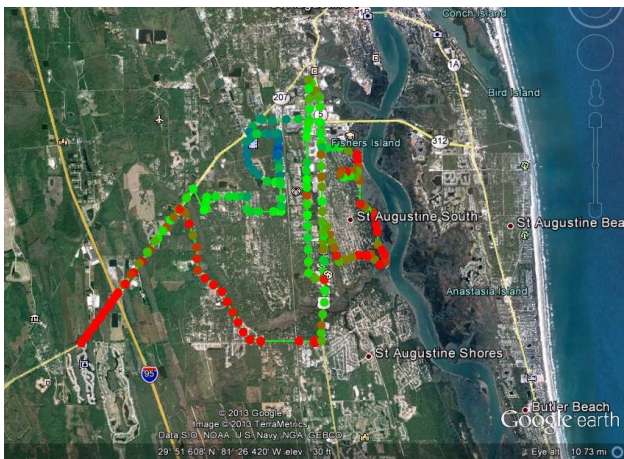 Conch Island
1A
207
Bird Island
5
312
Fishers Island
St Augustine South
St Augustine Bea
Anastasia Island
St Augustine Shores
95
© 2013 Google
Image © 2013 TerraMetrics
Data SIO, NOAA, U.S. Navy, NGA, GEBCO
Butler Beach
Google earth
29° 51.608' N 81° 26.420' W elev 30 ft
Eye alt 10.73 mi